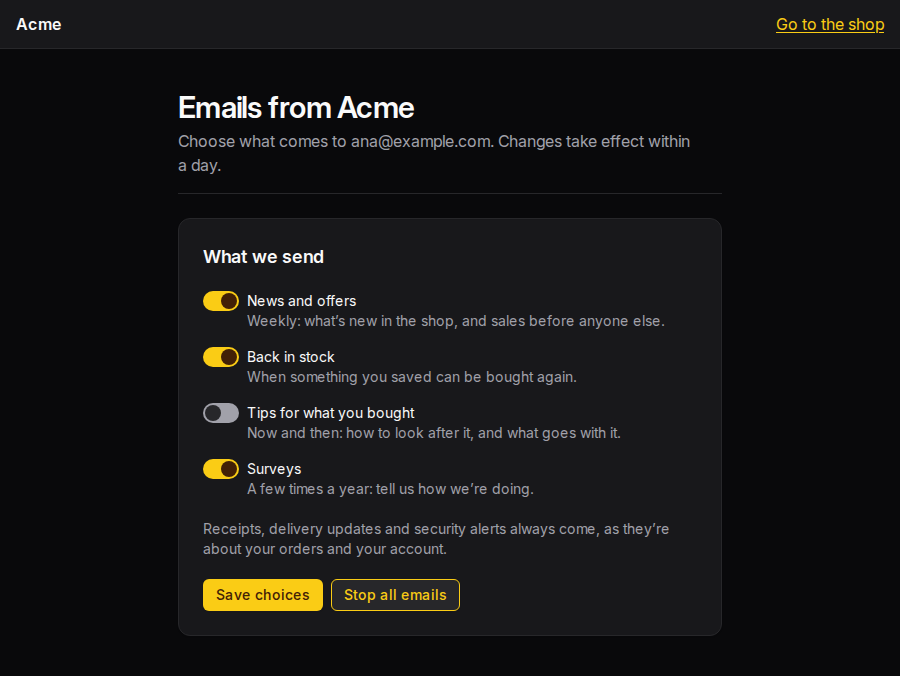 Acme
Go to the shop
Emails from Acme
Choose what comes to ana@example.com. Changes take effect within
a day.
What we send
News and offers
Weekly: what’s new in the shop, and sales before anyone else.
Back in stock
When something you saved can be bought again.
Tips for what you bought
Now and then: how to look after it, and what goes with it.
Surveys
A few times a year: tell us how we’re doing.
Receipts, delivery updates and security alerts always come, as they’re
about your orders and your account.
Save choices
Stop all emails